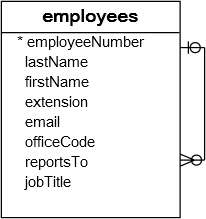 employees
* employeeNumber
lastName
firstName
extension
email
officeCode
reportsTo
jobTitle